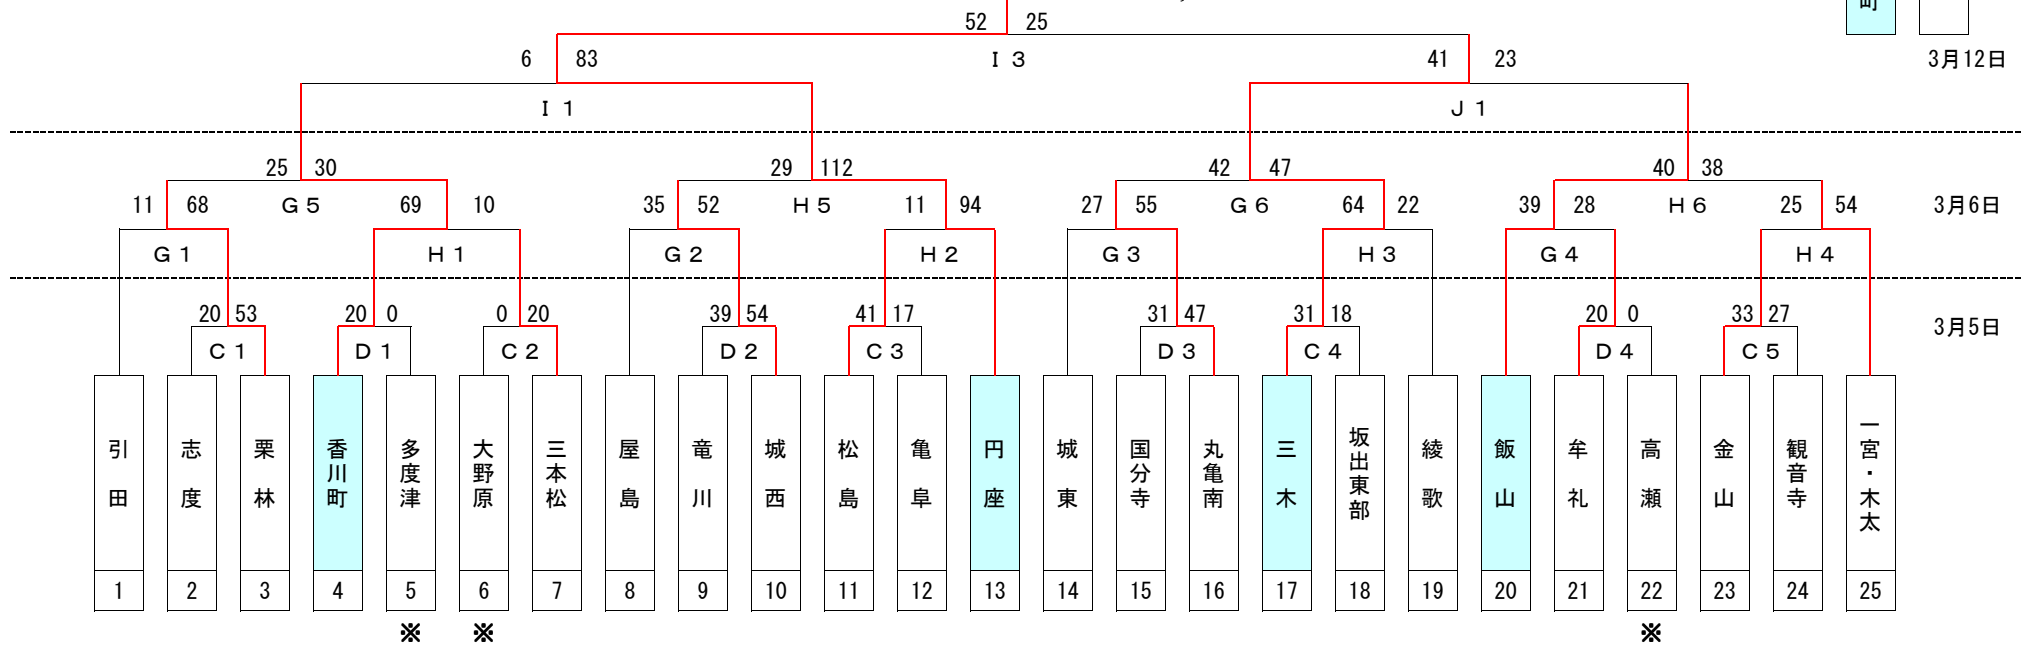 町
52 25
6 83 Ⅰ 3 41 23 3月12日
Ⅰ 1 J 1
25 30 29 112 42 47 40 38
11 68 G 5 69 10 35 52 H 5 11 94 27 55 G 6 64 22 39 28 H 6 25 54 3月6日
G 1 H 1 G 2 H 2 G 3 H 3 G 4 H 4
20 53 20 0 0 20 39 54 41 17 31 47 31 18 20 0 33 27 3月5日
C 1 D 1 C 2 D 2 C 3 D 3 C 4 D 4 C 5
引田
志度
栗林
香川町
多度津
大野原
三本松
屋島
竜川
城西
松島
亀阜
円座
城東
国分寺
丸亀南
三木
坂出東部
綾歌
飯山
牟礼
高瀬
金山
観音寺
一宮・木太
1 2 3 4 5 6 7 8 9 10 11 12 13 14 15 16 17 18 19 20 21 22 23 24 25
※ ※ ※